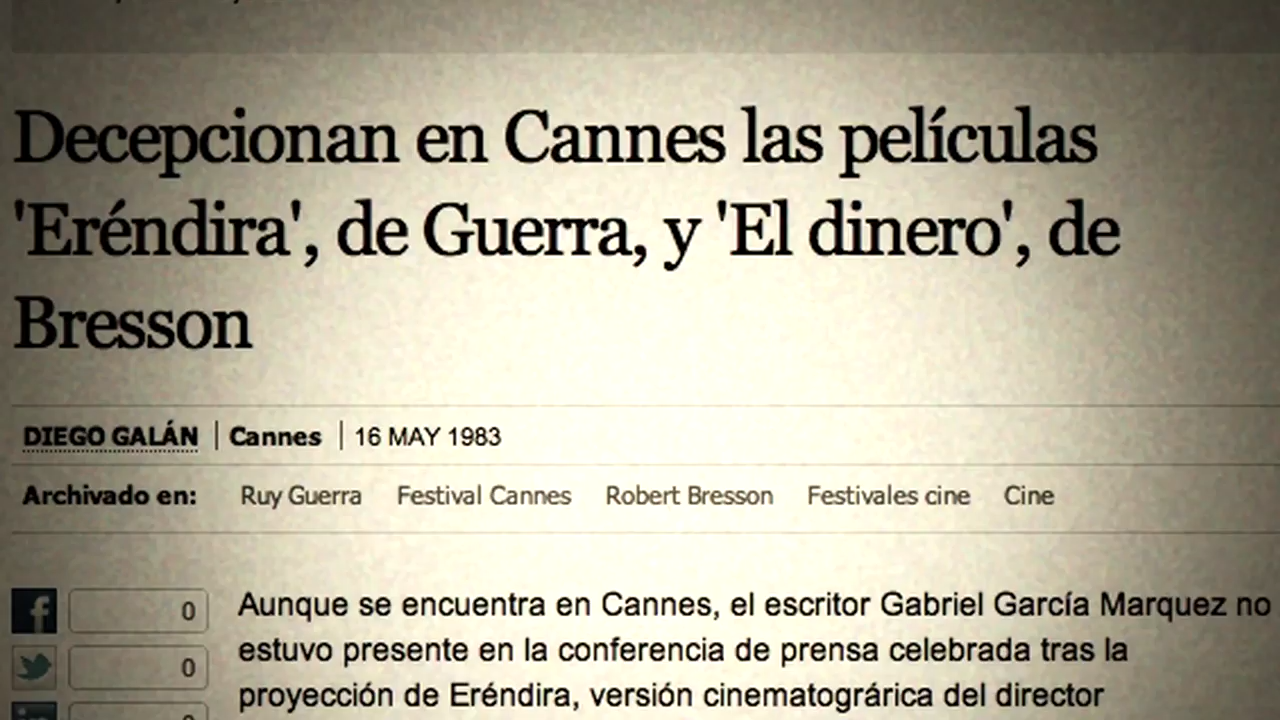 Decepcionan en Cannes las películas
'Eréndira', de Guerra, y 'El dinero', de
Bresson
DIEGO GALÁN | Cannes | 16 MAY 1983
Archivado en: Ruy Guerra Festival Cannes Robert Bresson Festivales cine Cine
0
Aunque se encuentra en Cannes, el escritor Gabriel García Marquez no
estuvo presente en la conferencia de prensa celebrada tras la
0
proyección de Eréndira, versión cinematográrica del director